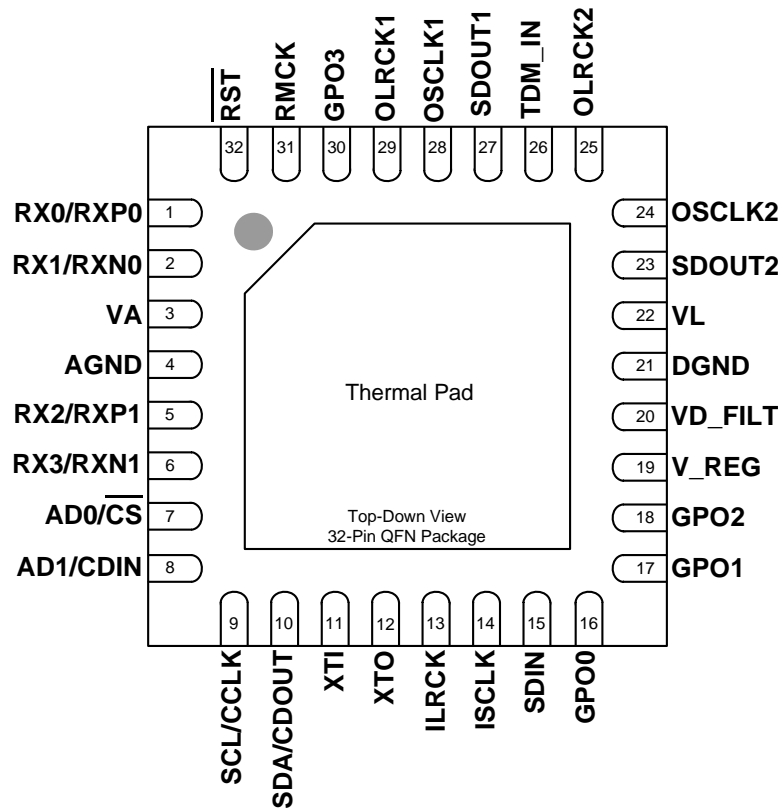 RST
RMCK
GPO3
OLRCK1
OSCLK1
SDOUT1
TDM_IN
OLRCK2
32
31
30
29
28
27
26
25
RX0/RXP0 1
RX1/RXN0 2
VA 3
AGND 4
RX2/RXP1 5
RX3/RXN1 6
AD0/CS 7
AD1/CDIN 8
24 OSCLK2
23 SDOUT2
22 VL
21 DGND
20 VD_FILT
19 V_REG
18 GPO2
17 GPO1
Thermal Pad
Top-Down View
32-Pin QFN Package
9
10
11
12
13
14
15
16
SCL/CCLK
SDA/CDOUT
XTI
XTO
ILRCK
ISCLK
SDIN
GPO0